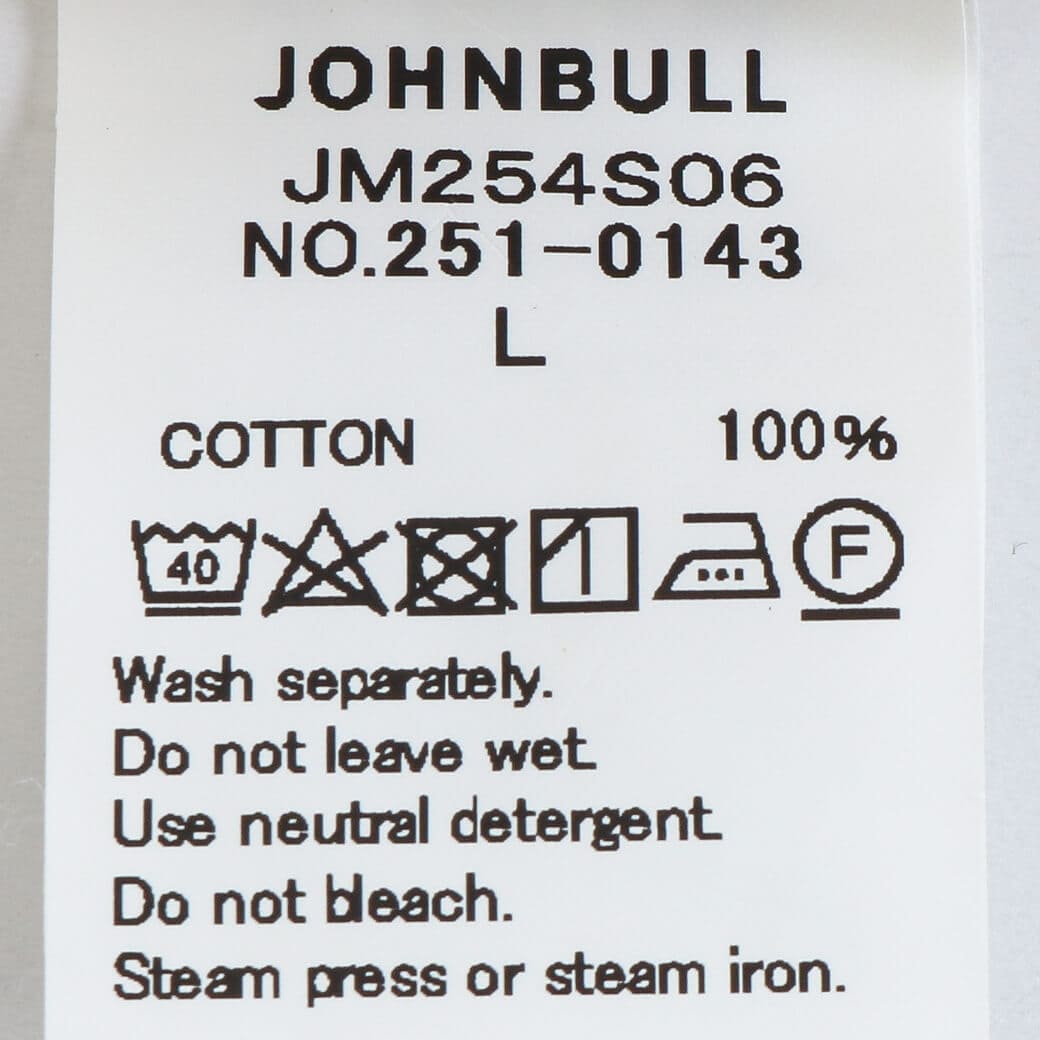 JOHNBULL
JM254S06
NO.251-0143
L
COTTON 100%
40 F
Wash separately.
Do not leave wet.
Use neutral detergent.
Do not bleach.
Steam press or steam iron.